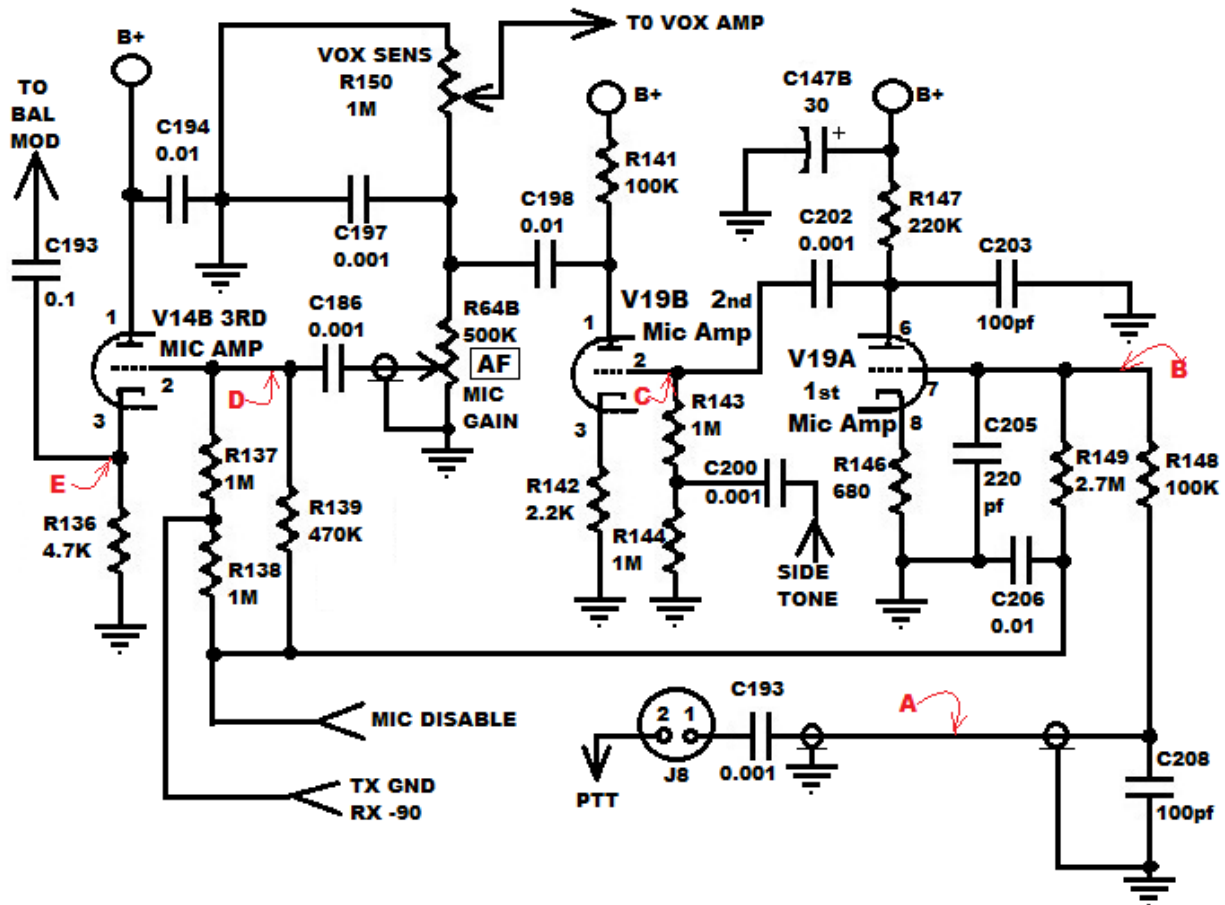 B+
TO
BAL
MOD
C194
0.01
VOX SENS
R150
1M
T0 VOX AMP
B+
R141
100K
C147B
30
+
B+
R147
220K
C193
0.1
C197
0.001
C198
0.01
C202
0.001
C203
100pf
1
V14B 3RD
MIC AMP
2
3
C186
0.001
R64B
500K
AF
MIC
GAIN
1
V19B 2nd
Mic Amp
2
3
6
V19A
1st
Mic Amp
7
8
B
D
C
E
R136
4.7K
R137
1M
R138
1M
R139
470K
R142
2.2K
R143
1M
R144
1M
C200
0.001
SIDE
TONE
R146
680
C205
220
pf
R149
2.7M
R148
100K
C206
0.01
MIC DISABLE
TX GND
RX -90
PTT
2 1
J8
C193
0.001
A
C208
100pf